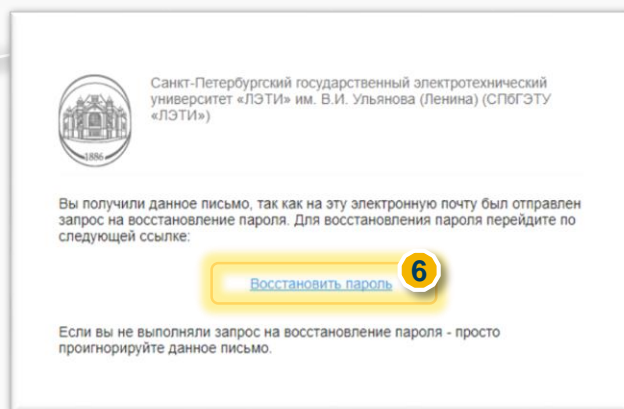 Санкт-Петербургский государственный электротехнический
университет «ЛЭТИ» им. В.И. Ульянова (Ленина) (СПбГЭТУ
«ЛЭТИ»)
1886
Вы получили данное письмо, так как на эту электронную почту был отправлен
запрос на восстановление пароля. Для восстановления пароля перейдите по
следующей ссылке:
Восстановить пароль 6
Если вы не выполняли запрос на восстановление пароля - просто
проигнорируйте данное письмо.